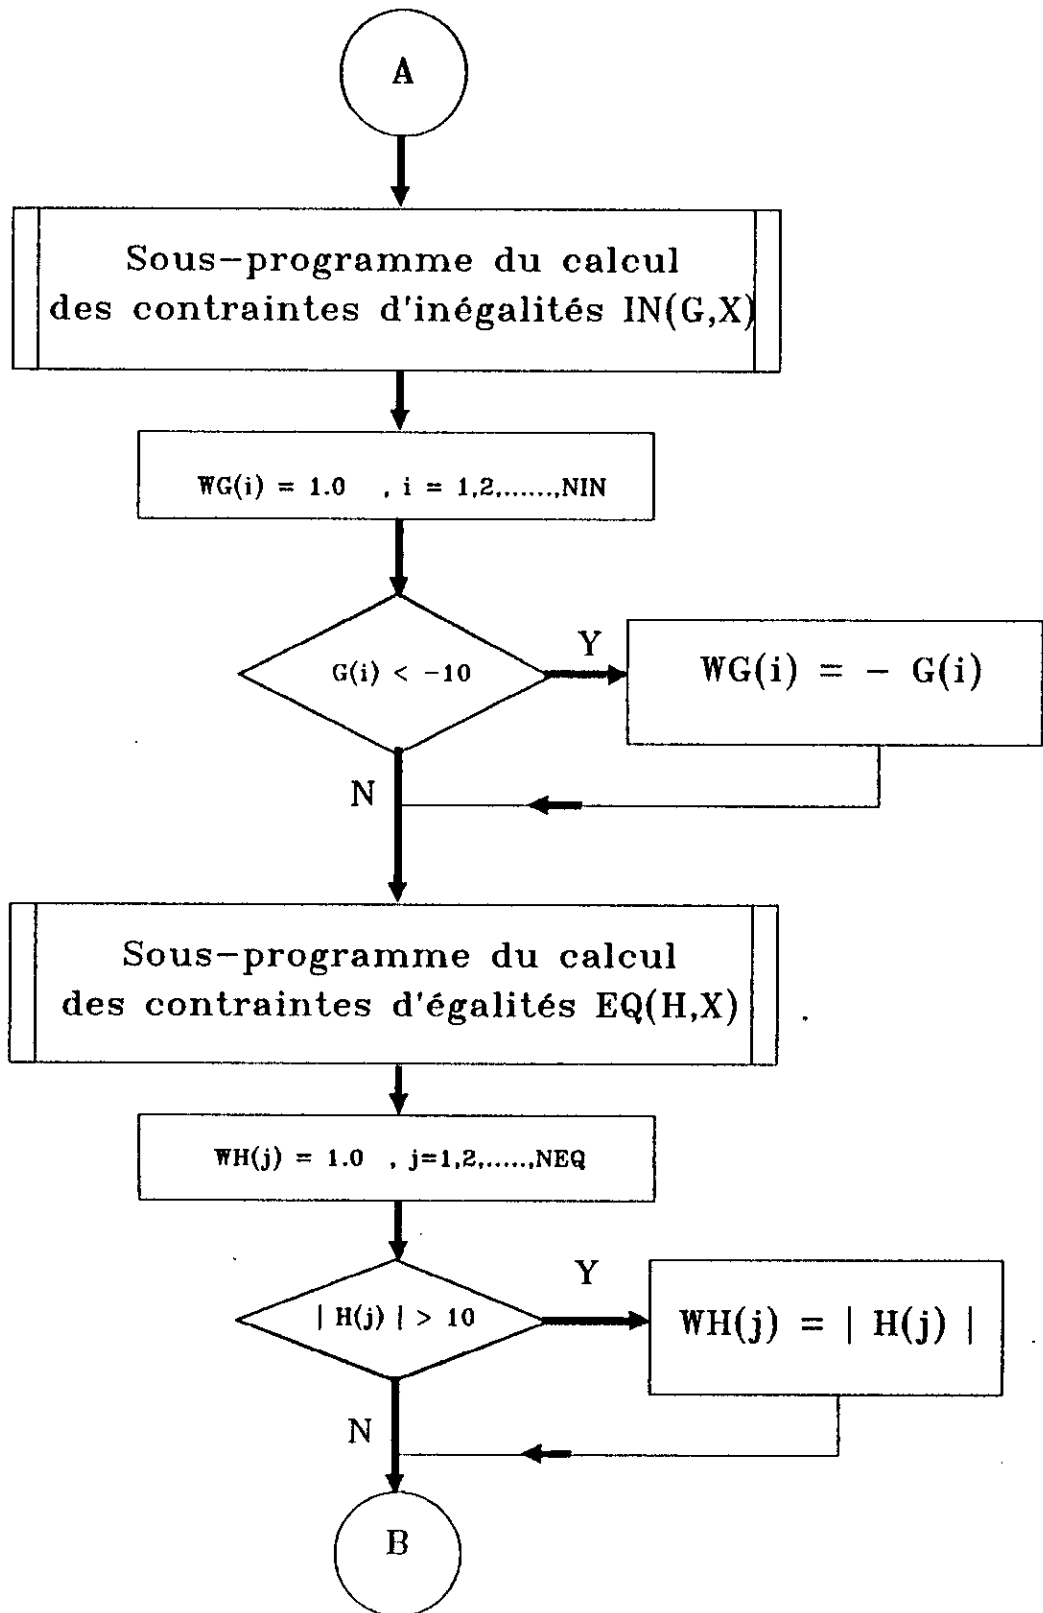 A
Sous-programme du calcul
des contraintes d'inégalités IN(G,X)
WG(i) = 1.0 , i = 1,2,.......,NIN
G(i) < -10
Y
WG(i) = - G(i)
N
Sous-programme du calcul
des contraintes d'égalités EQ(H,X)
WH(j) = 1.0 , j=1,2,.....,NEQ
| H(j) | > 10
Y
WH(j) = | H(j) |
N
B